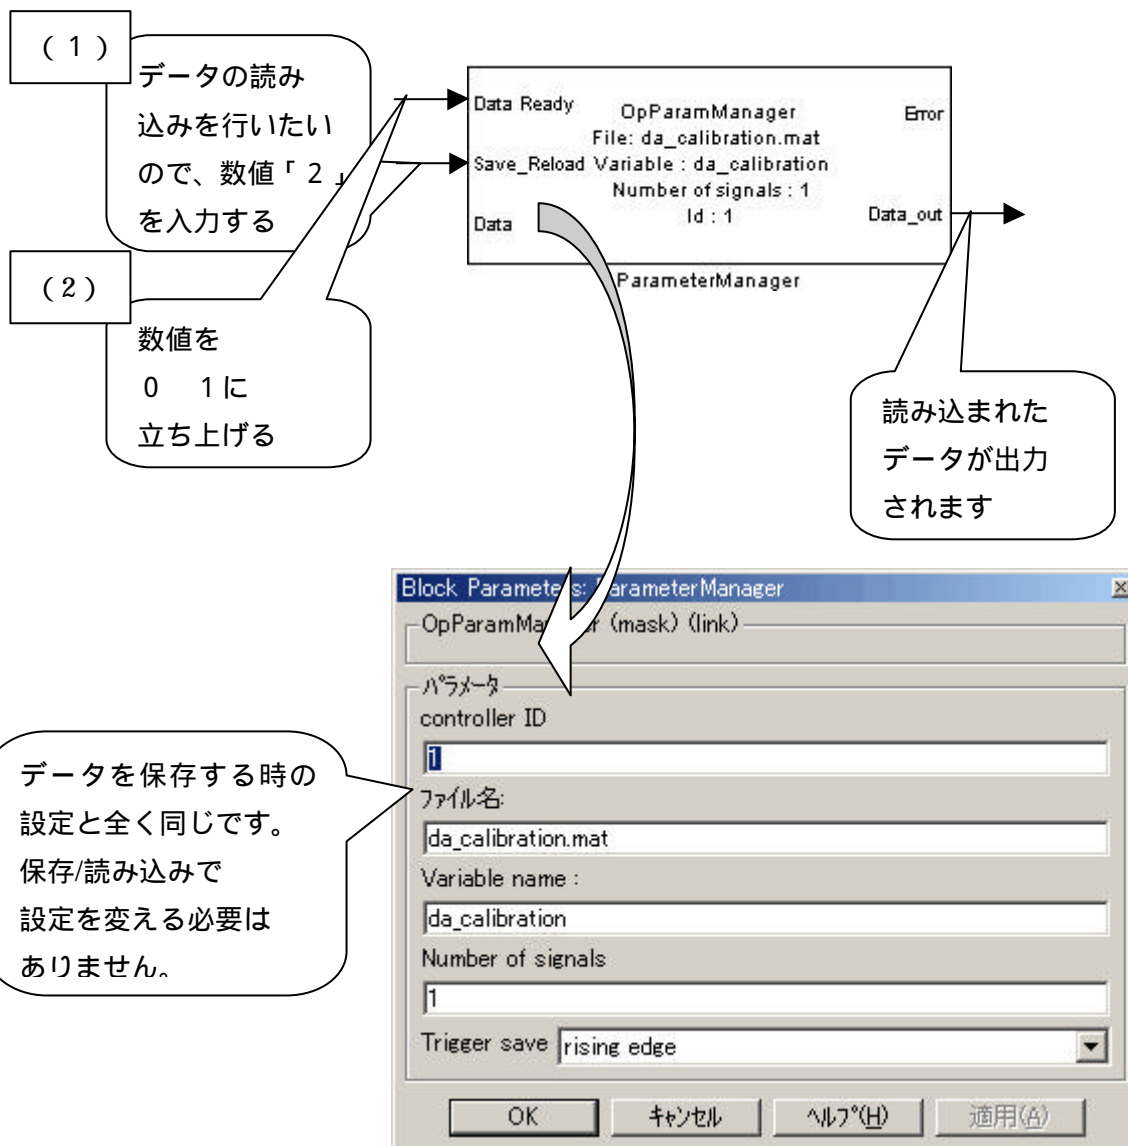 （１）
データの読み
込みを行いたい
ので、数値「２」
を入力する
（２）
数値を
０　１に
立ち上げる
Data Ready
Save_Reload
Data
OpParamManager
File: da_calibration.mat
Variable : da_calibration
Number of signals : 1
Id : 1
Error
Data_out
ParameterManager
読み込まれた
データが出力
されます
Block Parameters: ParameterManager
OpParamManager (mask) (link)
パラメータ
controller ID
1
ファイル名:
da_calibration.mat
Variable name :
da_calibration
Number of signals
1
Trigger save rising edge
OK キャンセル ヘルプ(H) 適用(A)
データを保存する時の
設定と全く同じです。
保存/読み込みで
設定を変える必要は
ありません。